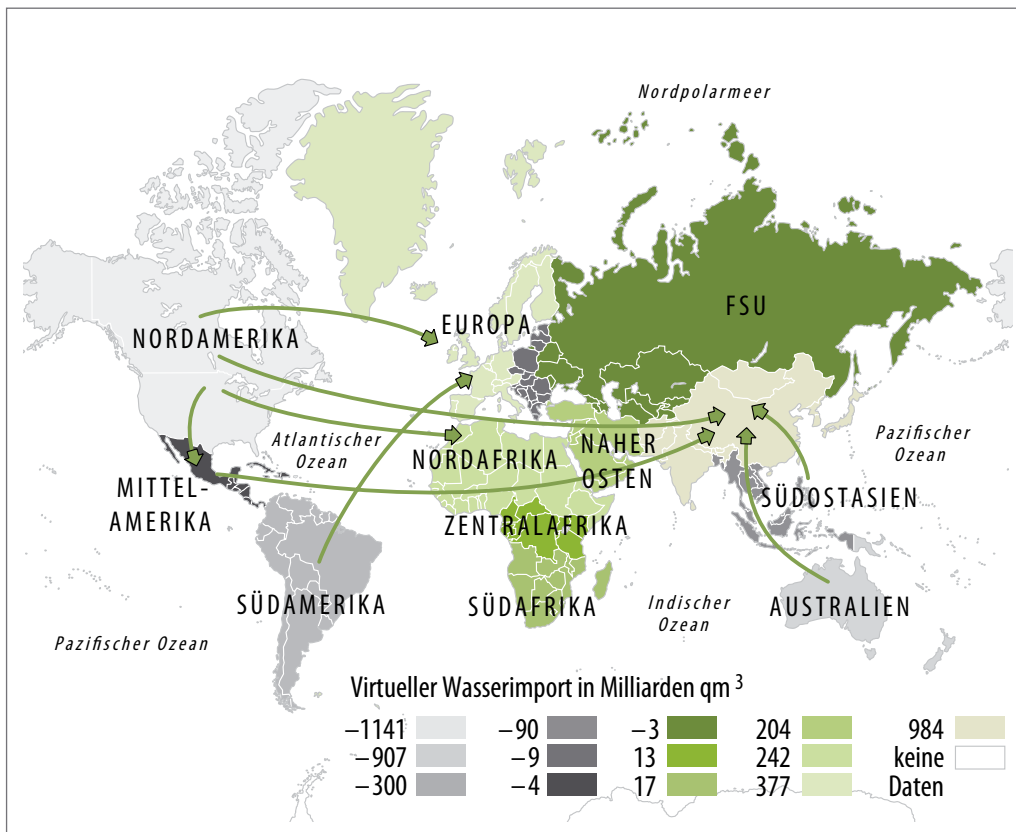 Nordpolarmeer
FSU
EUROPA
NORDAMERIKA
Atlantischer
Ozean
NORDAFRIKA
NAHER
OSTEN
Pazifischer
Ozean
MITTEL-
AMERIKA
SÜDOSTASIEN
ZENTRALAFRIKA
SÜDAMERIKA
SÜDAFRIKA
Indischer
Ozean
AUSTRALIEN
Pazifischer Ozean
Virtueller Wasserimport in Milliarden qm ³
−1141 −90 −3 204 984
−907 −9 13 242 keine
−300 −4 17 377 Daten